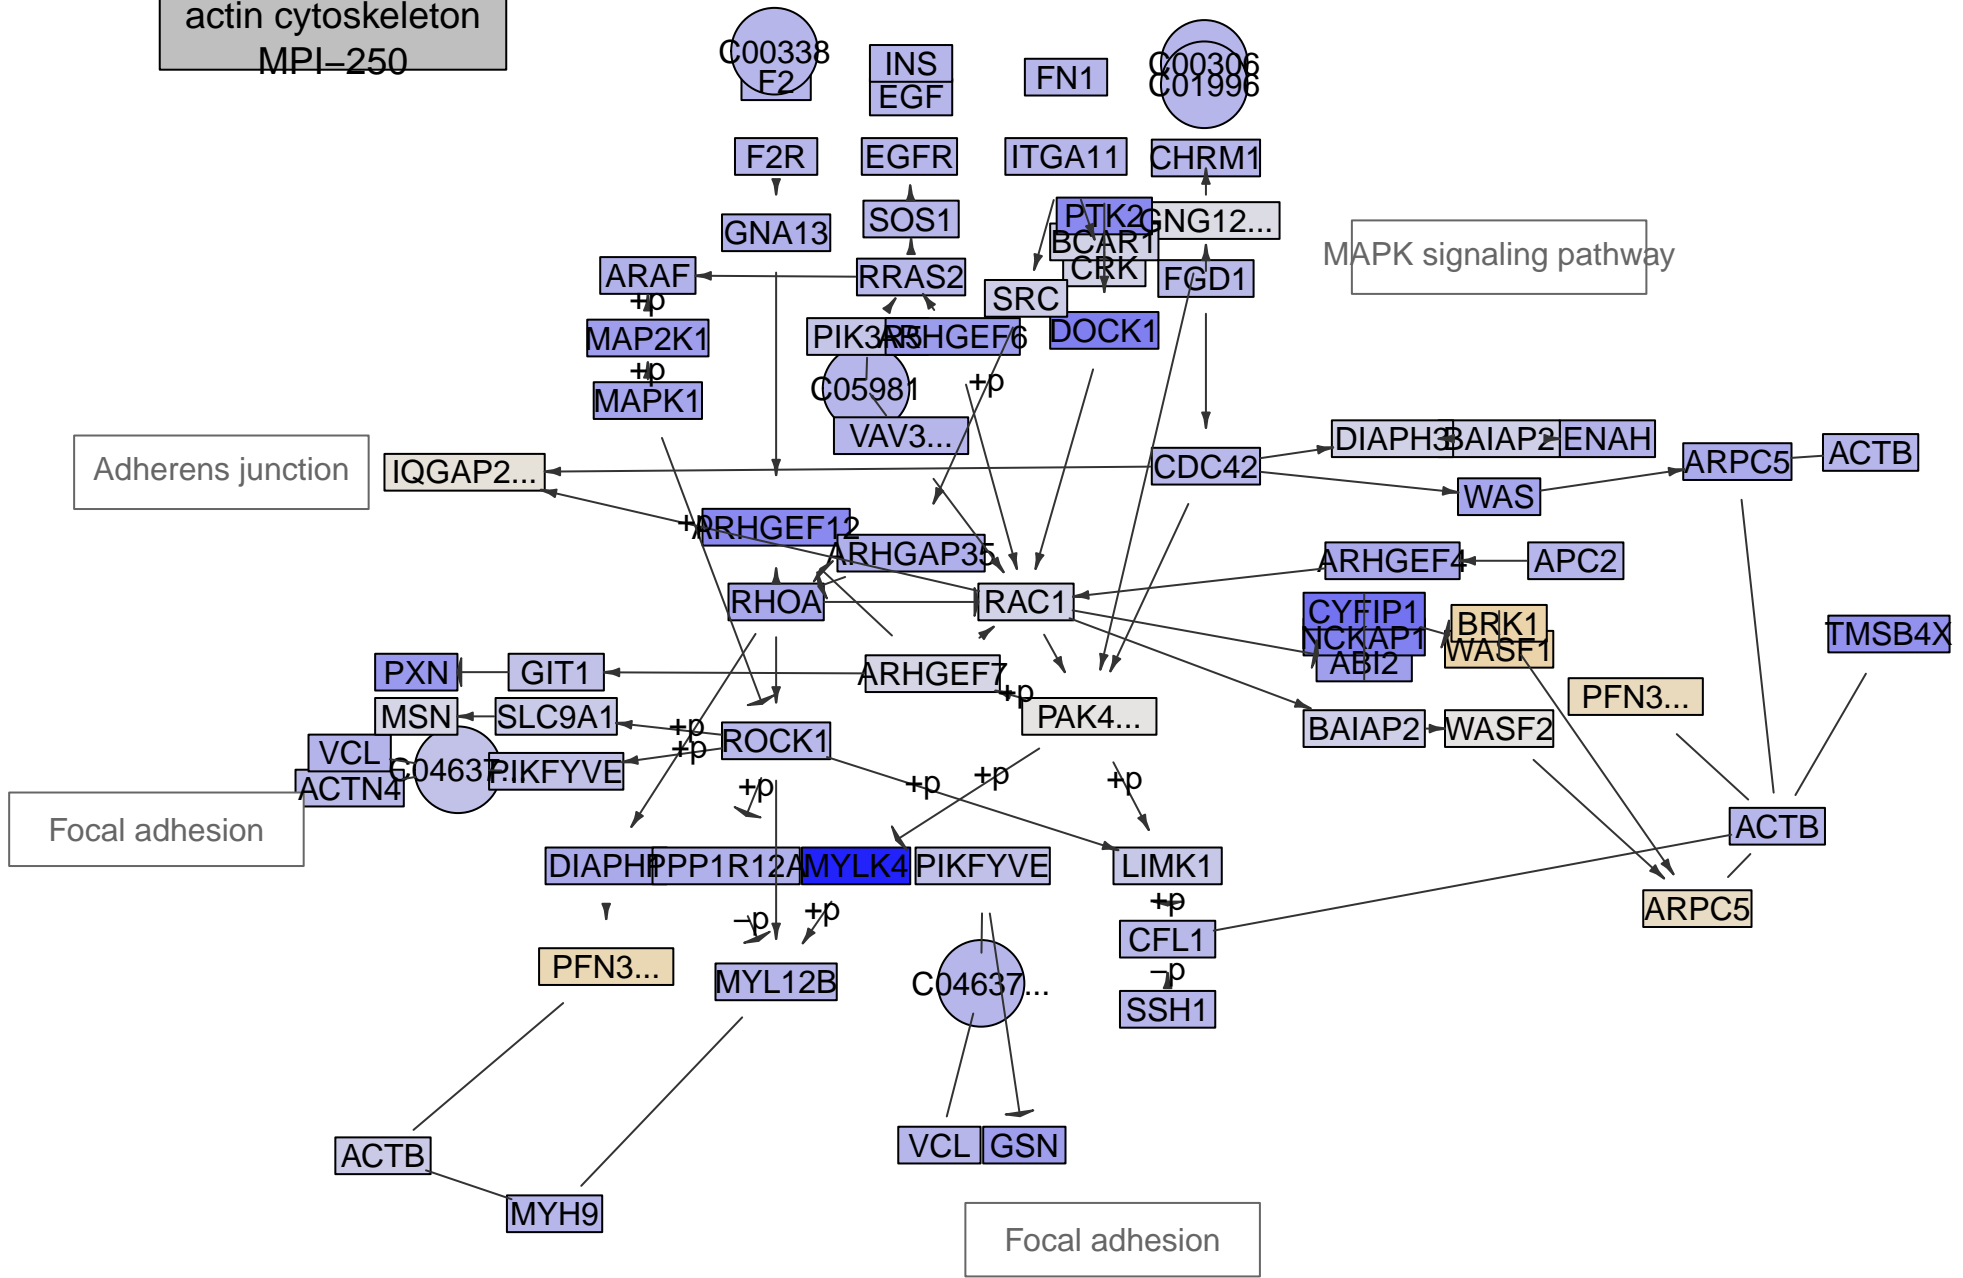 actin cytoskeleton
MPI−250
C00338
F2
INS
EGF
FN1
C00306
C01996
F2R
EGFR
ITGA11
CHRM1
GNA13
SOS1
PTK2
GNG12...
BCAR1
CRK
MAPK signaling pathway
ARAF
RRAS2
SRC
FGD1
+p
MAP2K1
PIK3R5
ARHGEF6
DOCK1
+p
MAPK1
C05981
+p
VAV3...
Adherens junction
IQGAP2...
CDC42
DIAPH3
BAIAP2
ENAH
ARPC5
ACTB
WAS
+p
ARHGEF12
ARHGAP35
ARHGEF4
APC2
RHOA
RAC1
CYFIP1
NCKAP1
ABI2
BRK1
WASF1
TMSB4X
PXN
GIT1
ARHGEF7
+p
PFN3...
MSN
SLC9A1
+p
PAK4...
BAIAP2
WASF2
VCL
ACTN4
C04637...
PIKFYVE
+p
ROCK1
+p
+p
+p
+p
Focal adhesion
ACTB
DIAPH
PPP1R12A
MYLK4
PIKFYVE
LIMK1
−p
+p
+p
ARPC5
CFL1
PFN3...
MYL12B
C04637...
−p
SSH1
ACTB
VCL
GSN
MYH9
Focal adhesion